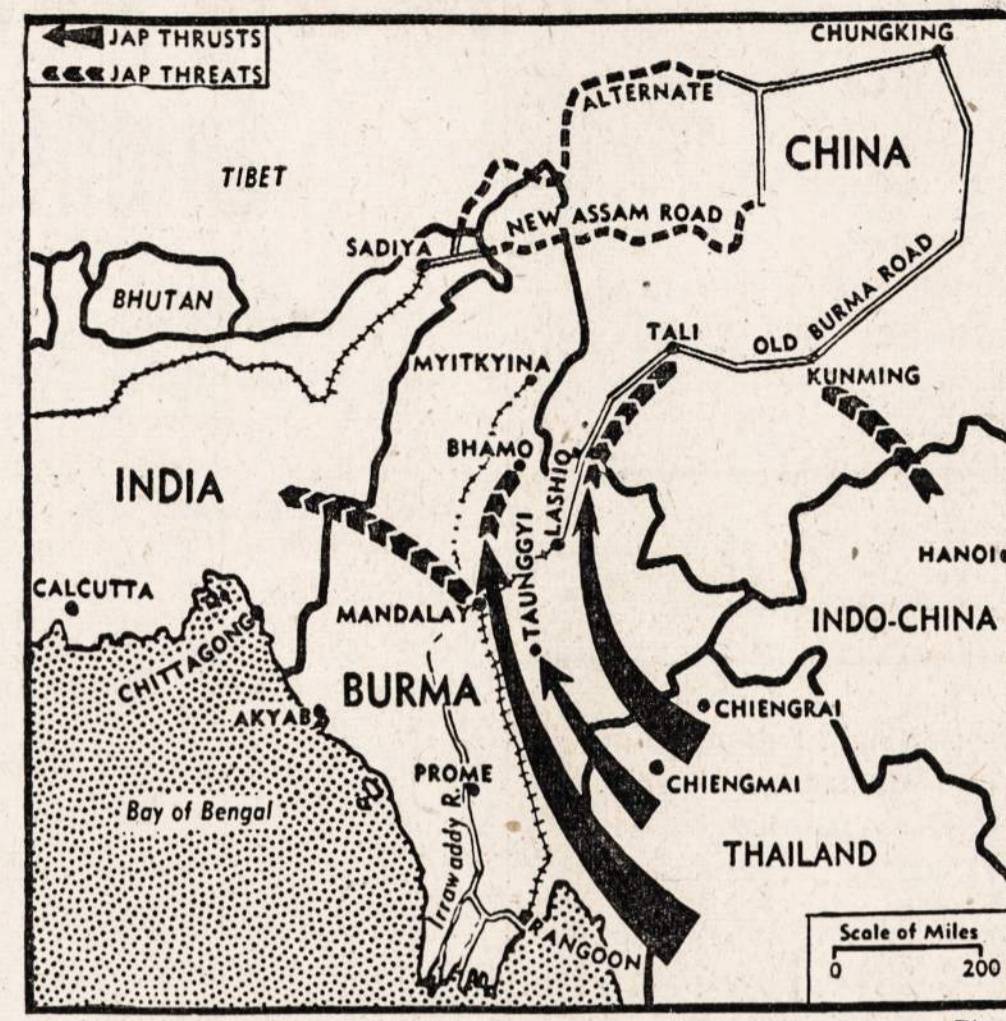 JAP THRUSTS
JAP THREATS
CHUNGKING
ALTERNATE
CHINA
TIBET
NEW ASSAM ROAD
SADIYA
BHUTAN
OLD BURMA ROAD
TALI
MYITKYINA
KUNMING
BHAMO
LASHIO
INDIA
TAUNGGYI
HANOI
CALCUTTA
MANDALAY
INDO-CHINA
CHITTAGONG
BURMA
AKYAB
CHIENGRAI
PROME
CHIENGMAI
Bay of Bengal
Irrawaddy R.
THAILAND
RANGOON
Scale of Miles
0 200